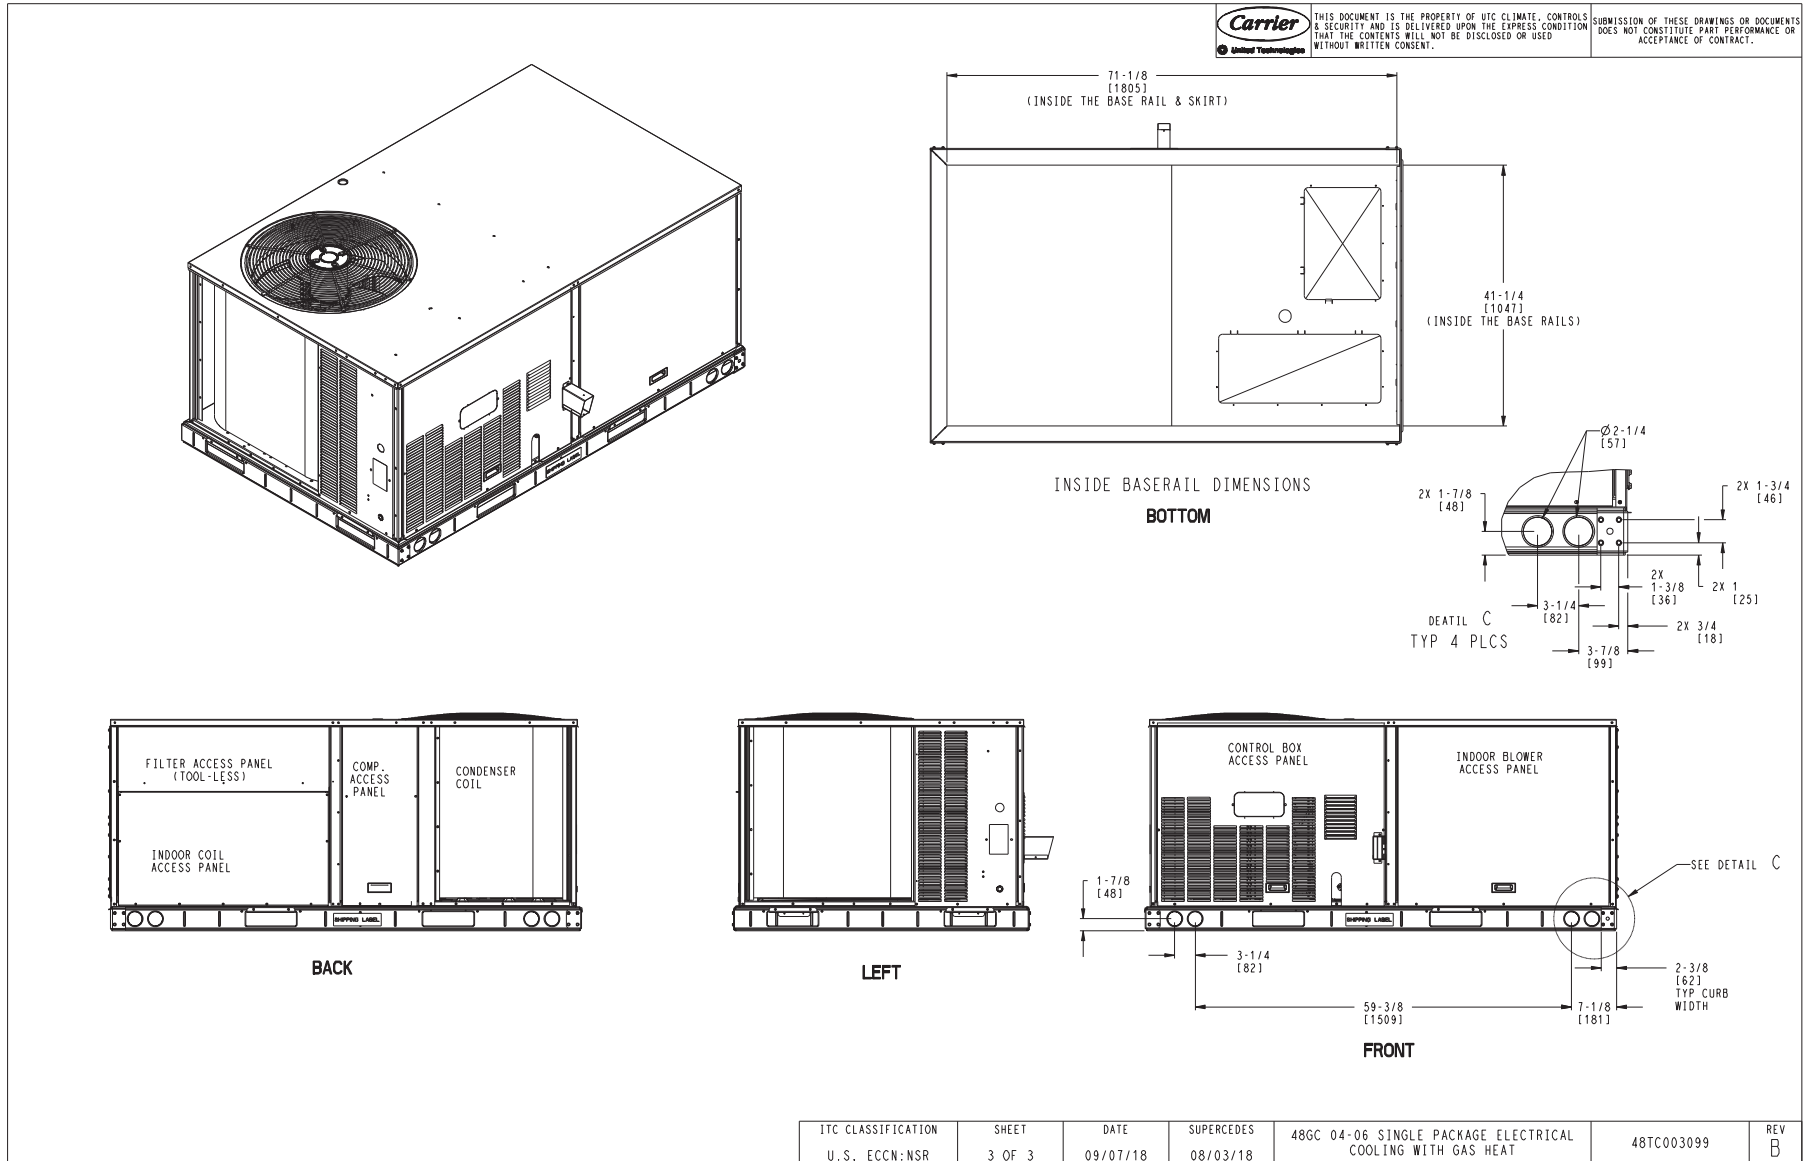 Carrier
United Technologies
THIS DOCUMENT IS THE PROPERTY OF UTC CLIMATE, CONTROLS
& SECURITY AND IS DELIVERED UPON THE EXPRESS CONDITION
THAT THE CONTENTS WILL NOT BE DISCLOSED OR USED
WITHOUT WRITTEN CONSENT.
SUBMISSION OF THESE DRAWINGS OR DOCUMENTS
DOES NOT CONSTITUTE PART PERFORMANCE OR
ACCEPTANCE OF CONTRACT.
71-1/8
[1805]
(INSIDE THE BASE RAIL & SKIRT)
41-1/4
[1047]
(INSIDE THE BASE RAILS)
INSIDE BASERAIL DIMENSIONS
BOTTOM
SHIPPING LABEL
Ø2-1/4
[57]
2X 1-7/8
[48]
2X 1-3/4
[46]
2X
1-3/8
[36]
2X 1
[25]
3-1/4
[82]
2X 3/4
[18]
3-7/8
[99]
DEATIL C
TYP 4 PLCS
FILTER ACCESS PANEL
(TOOL-LESS)
COMP.
ACCESS
PANEL
CONDENSER
COIL
INDOOR COIL
ACCESS PANEL
SHIPPING LABEL
BACK
LEFT
CONTROL BOX
ACCESS PANEL
INDOOR BLOWER
ACCESS PANEL
SEE DETAIL C
1-7/8
[48]
SHIPPING LABEL
3-1/4
[82]
2-3/8
[62]
TYP CURB
WIDTH
59-3/8
[1509]
7-1/8
[181]
FRONT
ITC CLASSIFICATION
U.S. ECCN:NSR
SHEET
3 OF 3
DATE
09/07/18
SUPERCEDES
08/03/18
48GC 04-06 SINGLE PACKAGE ELECTRICAL
COOLING WITH GAS HEAT
48TC003099
REV
B